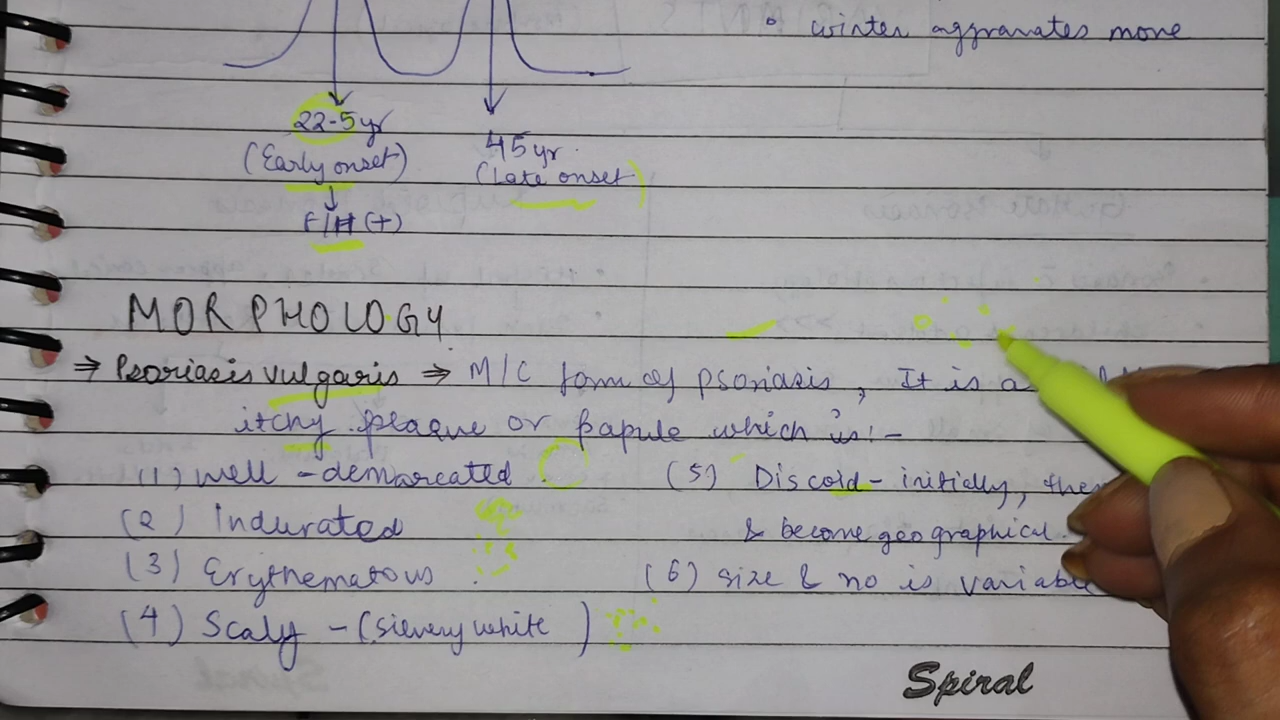 ° winter aggravates more
22-5 yr
(Early onset)
F/H (+)
45 yr.
(Late onset)
MORPHOLOGY
⇒ Psoriasis vulgaris ⇒ M/C form of psoriasis, It is a
itchy plaque or papule which is:-
(1) well-demarcated
(2) Indurated
(3) Erythematous
(4) Scaly - (sievery white)
(5) Discoid - initially, then
& become geographical.
(6) size & no is variable
Spiral